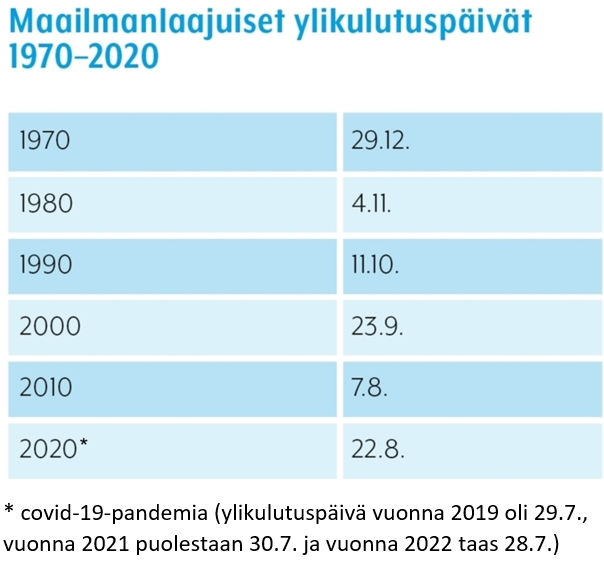 Maailmanlaajuiset ylikulutuspäivät
1970–2020
1970 29.12.
1980 4.11.
1990 11.10.
2000 23.9.
2010 7.8.
2020* 22.8.
* covid-19-pandemia (ylikulutuspäivä vuonna 2019 oli 29.7.,
vuonna 2021 puolestaan 30.7. ja vuonna 2022 taas 28.7.)